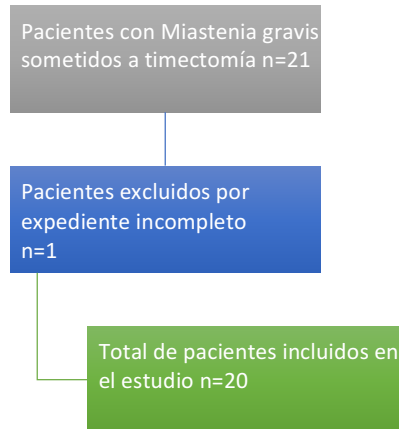 Pacientes con Miastenia gravis
sometidos a timectomía n=21
Pacientes excluidos por
expediente incompleto
n=1
Total de pacientes incluidos en
el estudio n=20